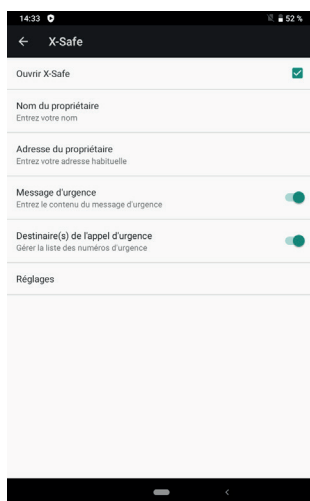 14:33 52 %
X-Safe
Ouvrir X-Safe
Nom du propriétaire
Entrez votre nom
Adresse du propriétaire
Entrez votre adresse habituelle
Message d'urgence
Entrez le contenu du message d'urgence
Destinaire(s) de l'appel d'urgence
Gérer la liste des numéros d'urgence
Réglages